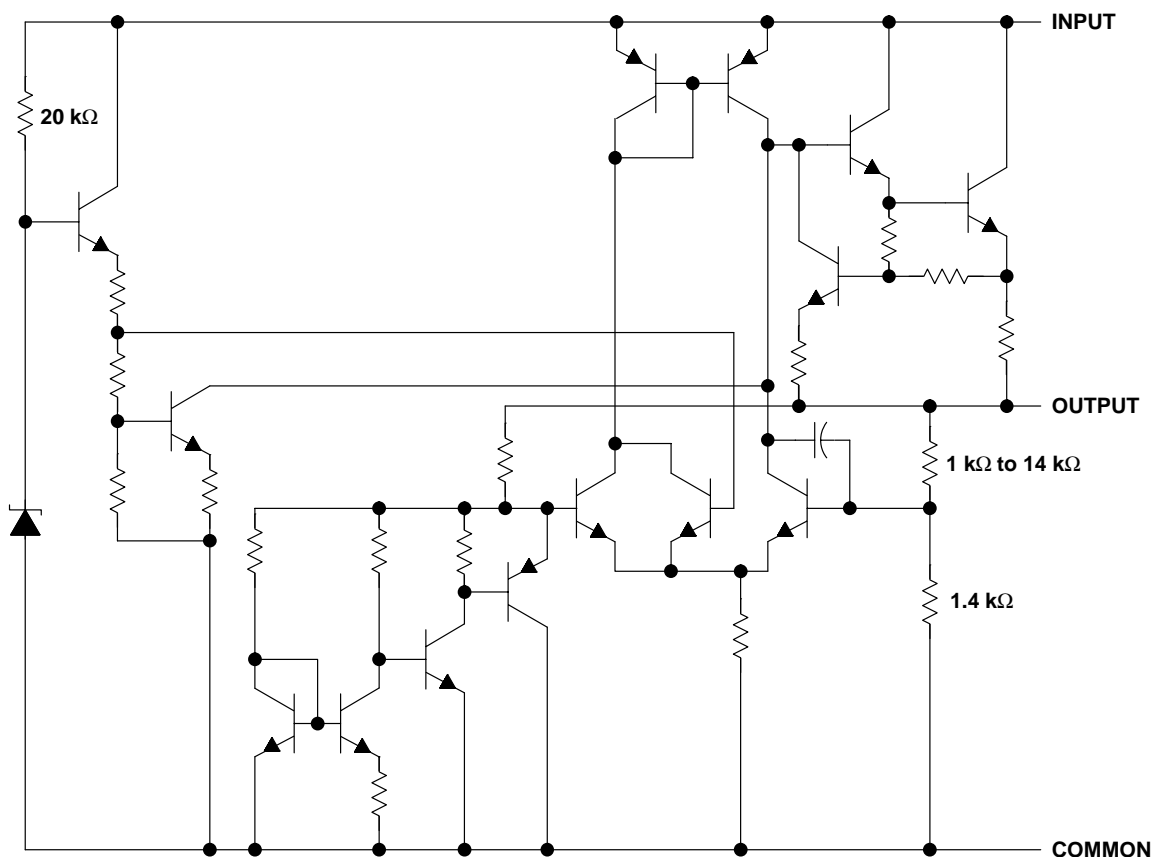 INPUT
20 kΩ
OUTPUT
1 kΩ to 14 kΩ
1.4 kΩ
COMMON